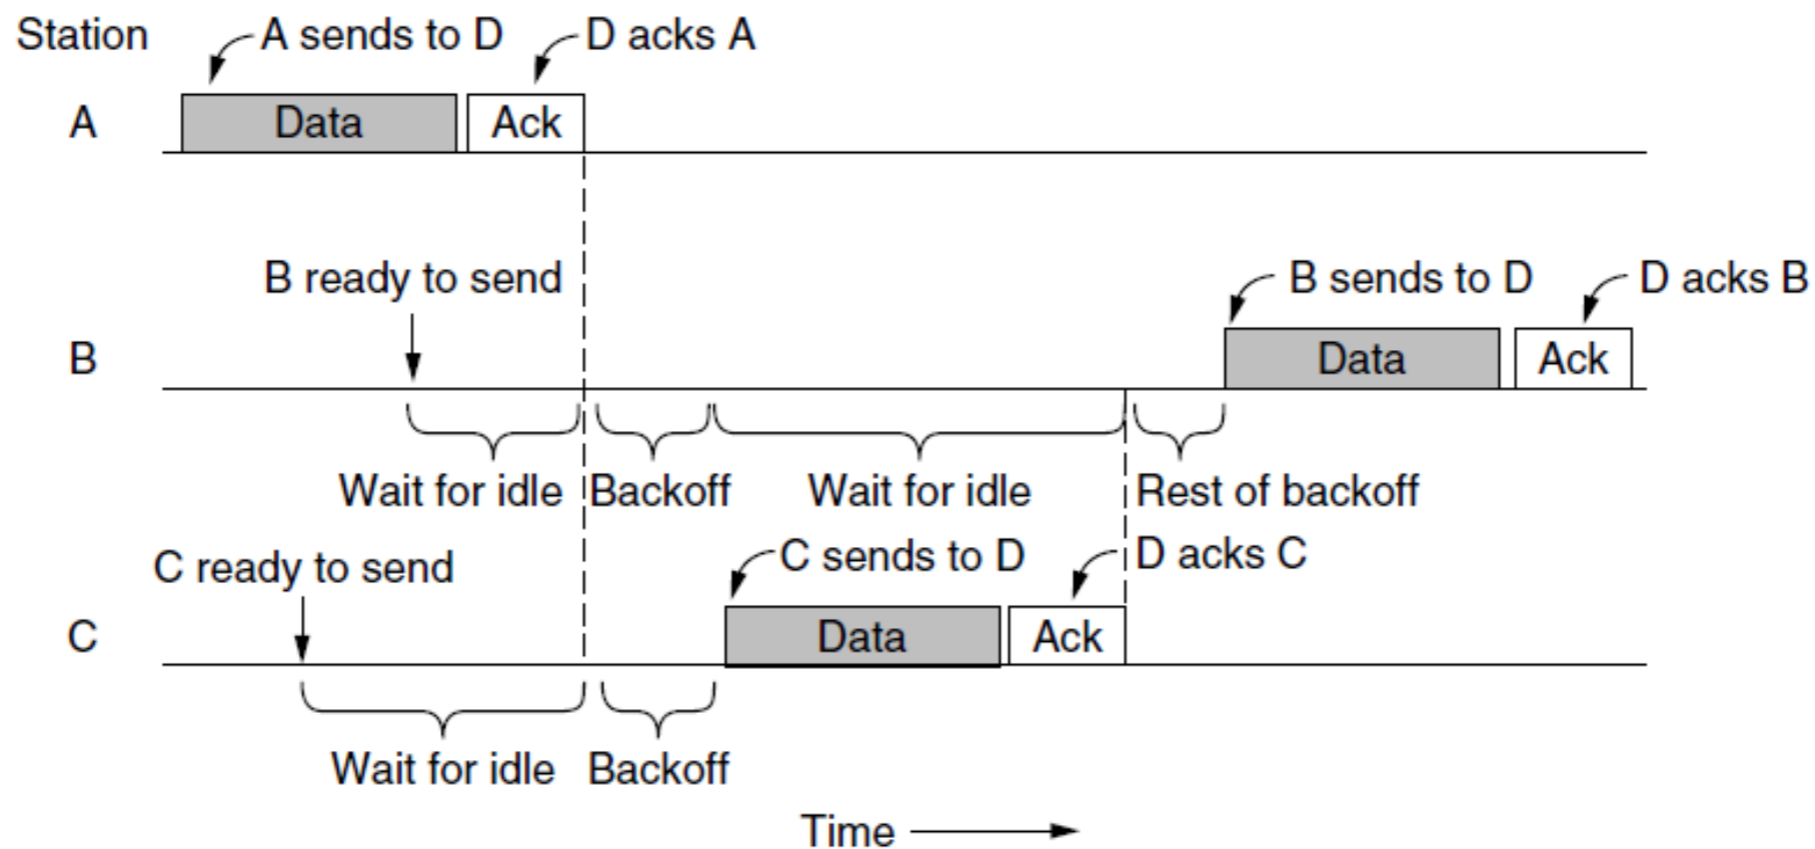 Station
A sends to D
D acks A
A
Data
Ack
B ready to send
B sends to D
D acks B
B
Data
Ack
Wait for idle
Backoff
Wait for idle
Rest of backoff
C ready to send
C sends to D
D acks C
C
Data
Ack
Wait for idle
Backoff
Time